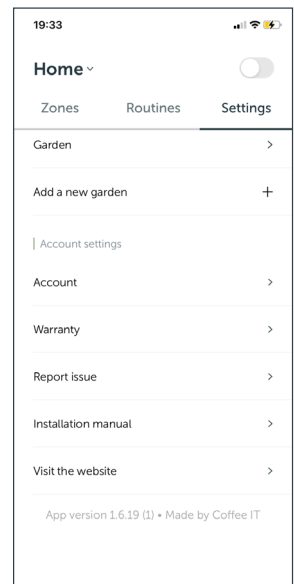 19:33
Home
Zones Routines Settings
Garden
Add a new garden
Account settings
Account
Warranty
Report issue
Installation manual
Visit the website
App version 1.6.19 (1) • Made by Coffee IT